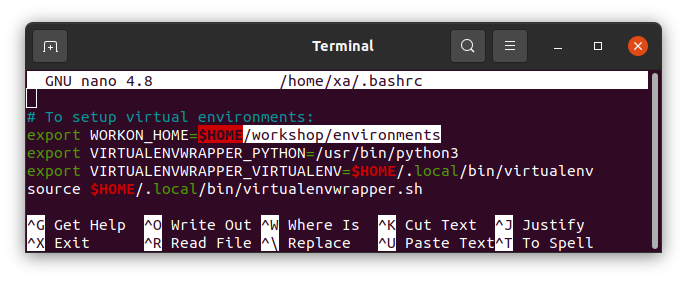 Terminal
GNU nano 4.8 /home/xa/.bashrc
# To setup virtual environments:
export WORKON_HOME=$HOME/workshop/environments
export VIRTUALENVWRAPPER_PYTHON=/usr/bin/python3
export VIRTUALENVWRAPPER_VIRTUALENV=$HOME/.local/bin/virtualenv
source $HOME/.local/bin/virtualenvwrapper.sh
^G Get Help ^O Write Out ^W Where Is ^K Cut Text ^J Justify
^X Exit ^R Read File ^\ Replace ^U Paste Text^T To Spell